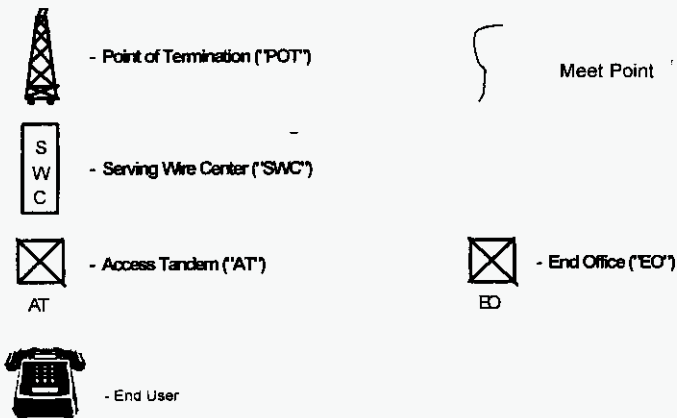 - Point of Termination ("POT")
Meet Point
S
W
C
- Serving Wire Center ("SWC")
- Access Tandem ("AT")
AT
- End Office ("EO")
EO
- End User